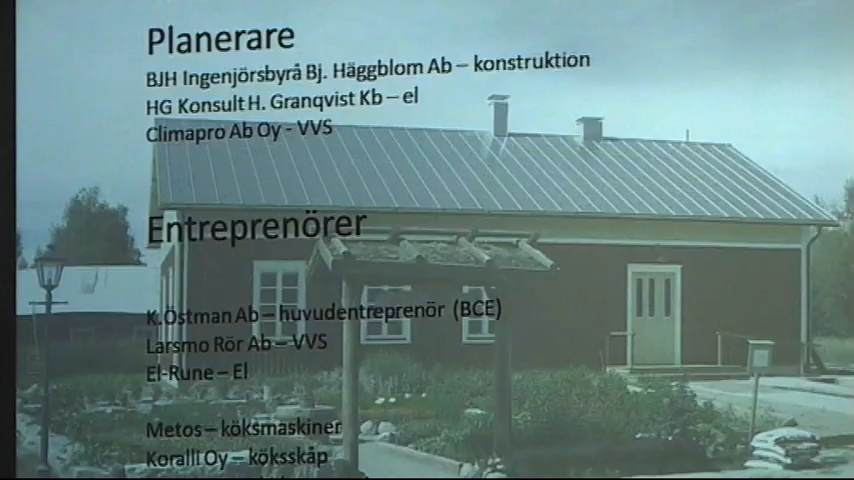 Planerare
BJH Ingenjörsbyrå Bj. Häggblom Ab – konstruktion
HG Konsult H. Granqvist Kb – el
Climapro Ab Oy - VVS
Entreprenörer
K.Östman Ab – huvudentreprenör (BCE)
Larsmo Rör Ab – VVS
El-Rune – El
Metos – köksmaskiner
Koralli Oy – köksskåp